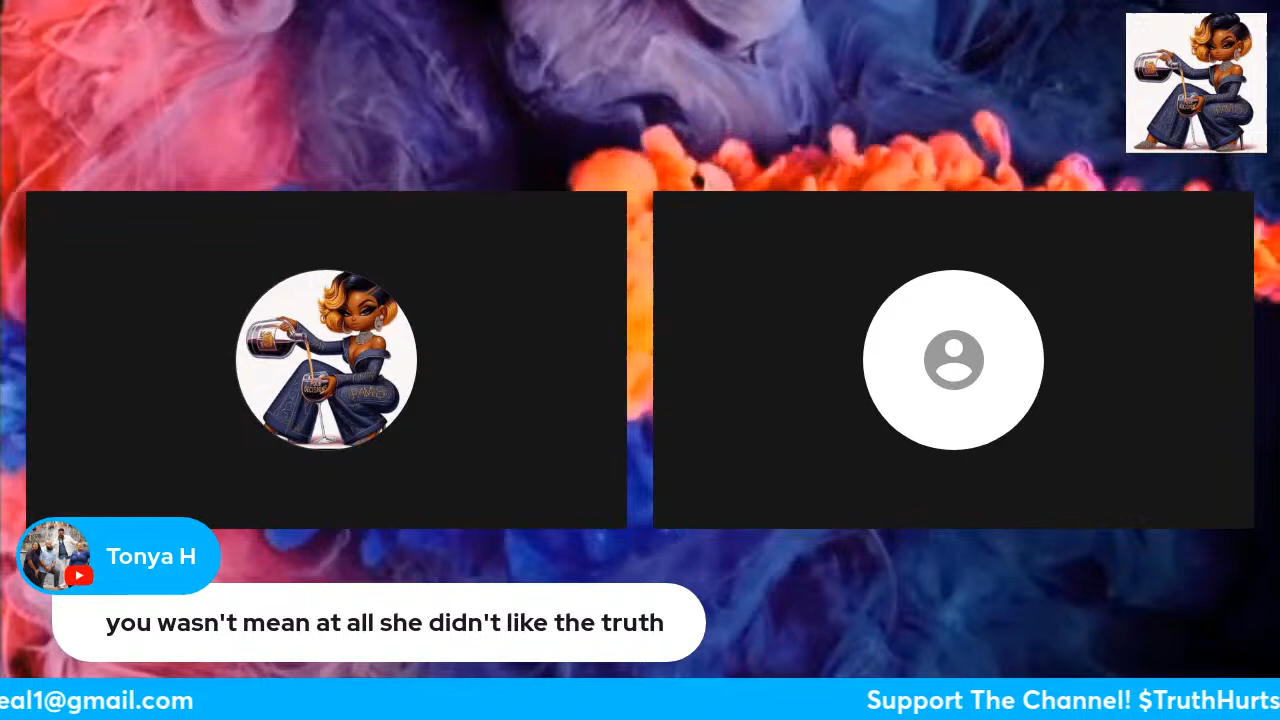 Tonya H
you wasn't mean at all she didn't like the truth
eal1@gmail.com
Support The Channel! $TruthHurts